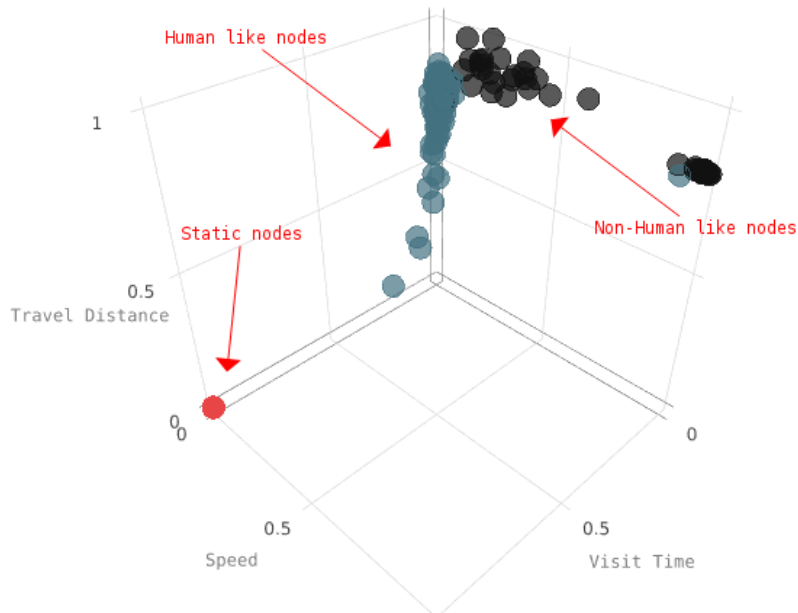 Human like nodes
1
Non-Human like nodes
Static nodes
0.5
Travel Distance
0
0
0
0.5
0.5
Speed
Visit Time